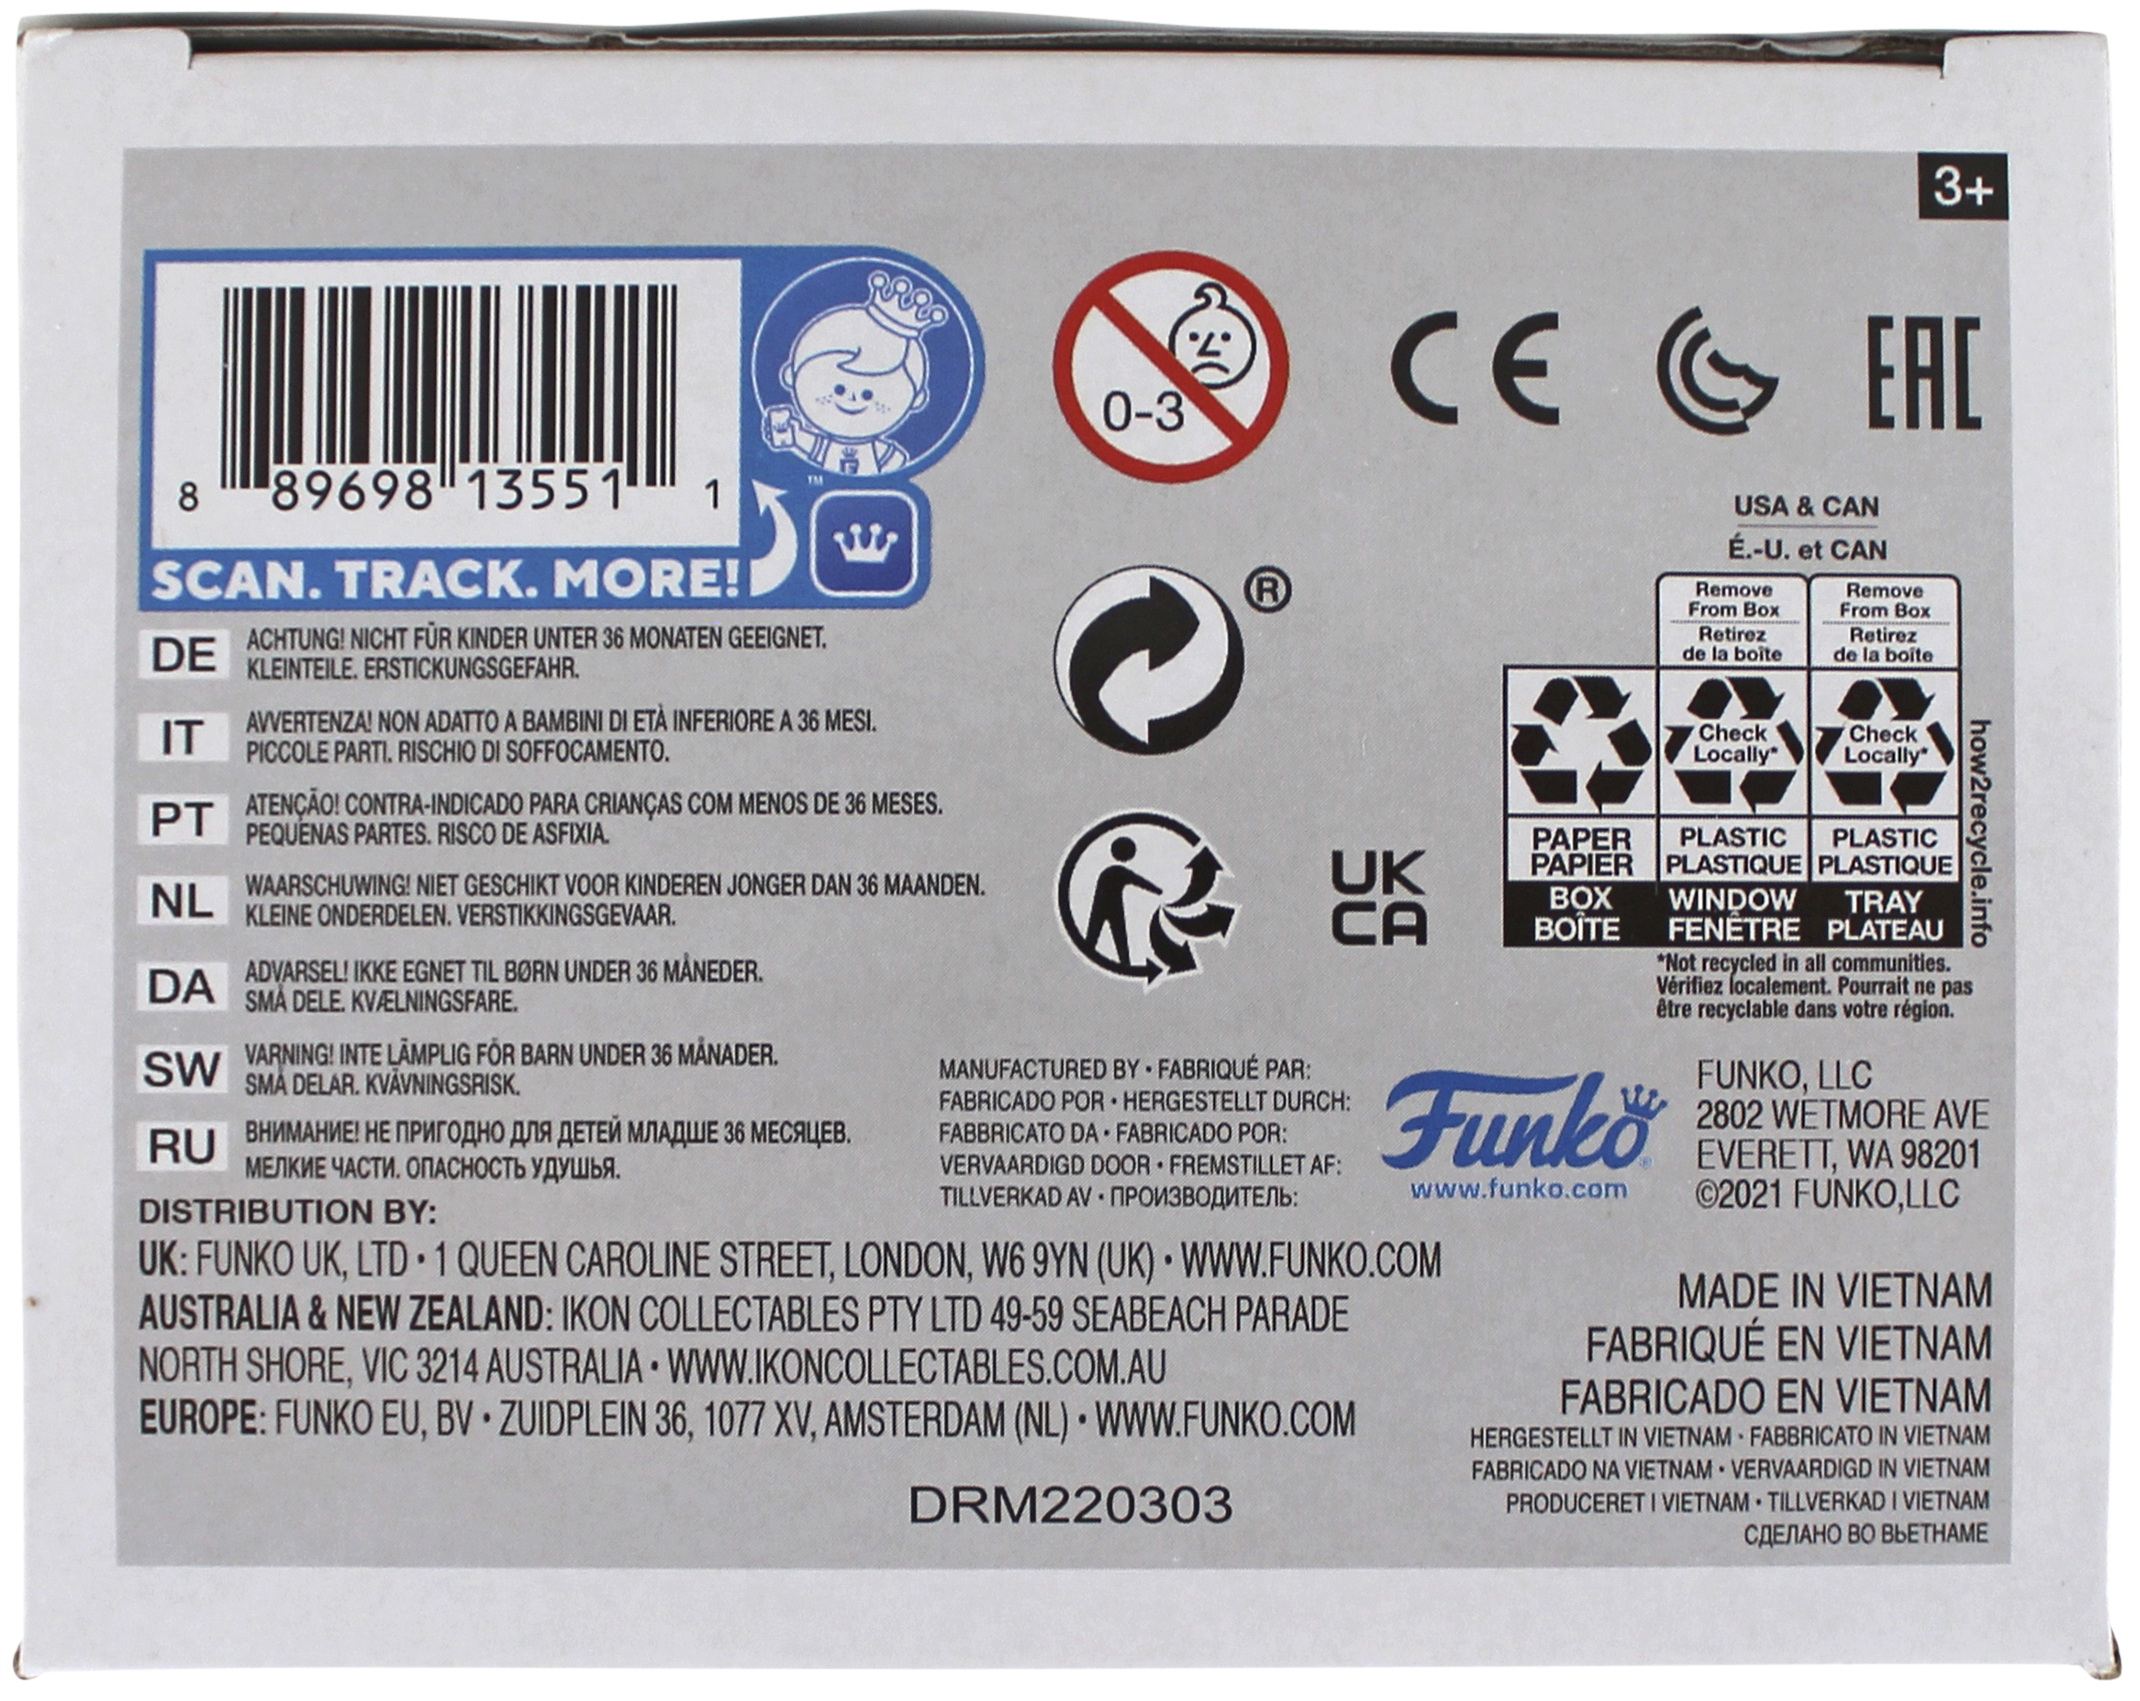 3+
8 89698 13551 1
™
SCAN. TRACK. MORE!
0-3
CE
EAC
®
UK
CA
USA & CAN
É.-U. et CAN
Remove
From Box
Retirez
de la boîte
Remove
From Box
Retirez
de la boîte
Check
Locally*
Check
Locally*
PAPER
PAPIER
PLASTIC
PLASTIQUE
PLASTIC
PLASTIQUE
BOX
BOÎTE
WINDOW
FENÊTRE
TRAY
PLATEAU
how2recycle.info
*Not recycled in all communities.
Vérifiez localement. Pourrait ne pas
être recyclable dans votre région.
DE ACHTUNG! NICHT FÜR KINDER UNTER 36 MONATEN GEEIGNET.
KLEINTEILE. ERSTICKUNGSGEFAHR.
IT AVVERTENZA! NON ADATTO A BAMBINI DI ETÀ INFERIORE A 36 MESI.
PICCOLE PARTI. RISCHIO DI SOFFOCAMENTO.
PT ATENÇÃO! CONTRA-INDICADO PARA CRIANÇAS COM MENOS DE 36 MESES.
PEQUENAS PARTES. RISCO DE ASFIXIA.
NL WAARSCHUWING! NIET GESCHIKT VOOR KINDEREN JONGER DAN 36 MAANDEN.
KLEINE ONDERDELEN. VERSTIKKINGSGEVAAR.
DA ADVARSEL! IKKE EGNET TIL BØRN UNDER 36 MÅNEDER.
SMÅ DELE. KVÆLNINGSFARE.
SW VARNING! INTE LÄMPLIG FÖR BARN UNDER 36 MÅNADER.
SMÅ DELAR. KVÄVNINGSRISK.
RU ВНИМАНИЕ! НЕ ПРИГОДНО ДЛЯ ДЕТЕЙ МЛАДШЕ 36 МЕСЯЦЕВ.
МЕЛКИЕ ЧАСТИ. ОПАСНОСТЬ УДУШЬЯ.
MANUFACTURED BY • FABRIQUÉ PAR:
FABRICADO POR • HERGESTELLT DURCH:
FABBRICATO DA • FABRICADO POR:
VERVAARDIGD DOOR • FREMSTILLET AF:
TILLVERKAD AV • ПРОИЗВОДИТЕЛЬ:
Funko®
www.funko.com
FUNKO, LLC
2802 WETMORE AVE
EVERETT, WA 98201
©2021 FUNKO,LLC
DISTRIBUTION BY:
UK: FUNKO UK, LTD • 1 QUEEN CAROLINE STREET, LONDON, W6 9YN (UK) • WWW.FUNKO.COM
AUSTRALIA & NEW ZEALAND: IKON COLLECTABLES PTY LTD 49-59 SEABEACH PARADE
NORTH SHORE, VIC 3214 AUSTRALIA • WWW.IKONCOLLECTABLES.COM.AU
EUROPE: FUNKO EU, BV • ZUIDPLEIN 36, 1077 XV, AMSTERDAM (NL) • WWW.FUNKO.COM
DRM220303
MADE IN VIETNAM
FABRIQUÉ EN VIETNAM
FABRICADO EN VIETNAM
HERGESTELLT IN VIETNAM • FABBRICATO IN VIETNAM
FABRICADO NA VIETNAM • VERVAARDIGD IN VIETNAM
PRODUCERET I VIETNAM • TILLVERKAD I VIETNAM
СДЕЛАНО ВО ВЬЕТНАМЕ